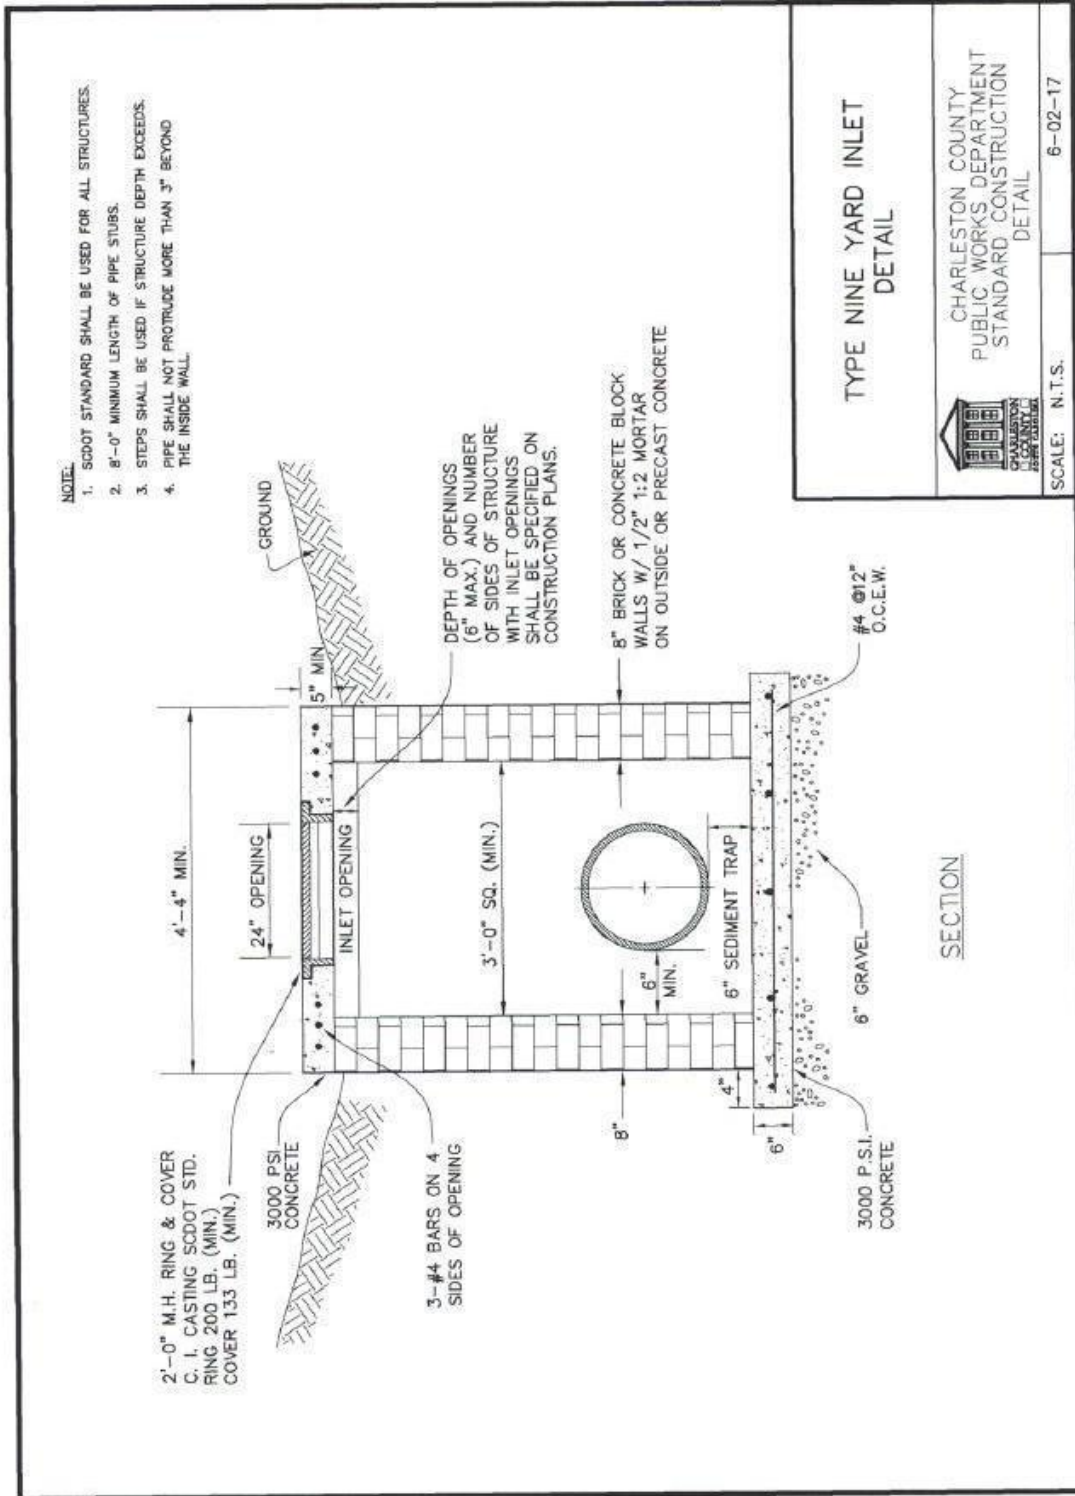 NOTE:
1. SCDOT STANDARD SHALL BE USED FOR ALL STRUCTURES.
2. 8'-0" MINIMUM LENGTH OF PIPE STUBS.
3. STEPS SHALL BE USED IF STRUCTURE DEPTH EXCEEDS.
4. PIPE SHALL NOT PROTRUDE MORE THAN 3" BEYOND
THE INSIDE WALL.
2'-0" M.H. RING & COVER
C. I. CASTING SCDOT STD.
RING 200 LB. (MIN.)
COVER 133 LB. (MIN.)
4'-4" MIN.
24" OPENING
GROUND
3000 PSI
CONCRETE
5" MIN.
INLET OPENING
3-#4 BARS ON 4
SIDES OF OPENING
DEPTH OF OPENINGS
(6" MAX.) AND NUMBER
OF SIDES OF STRUCTURE
WITH INLET OPENINGS
SHALL BE SPECIFIED ON
CONSTRUCTION PLANS.
3'-0" SQ. (MIN.)
8"
8" BRICK OR CONCRETE BLOCK
WALLS W/ 1/2" 1:2 MORTAR
ON OUTSIDE OR PRECAST CONCRETE
6"
MIN.
6" SEDIMENT TRAP
4"
6"
3000 P.S.I.
CONCRETE
6" GRAVEL
#4 @12"
O.C.E.W.
SECTION
TYPE NINE YARD INLET
DETAIL
CHARLESTON
COUNTY
SOUTH CAROLINA
CHARLESTON COUNTY
PUBLIC WORKS DEPARTMENT
STANDARD CONSTRUCTION
DETAIL
SCALE: N.T.S.
6-02-17